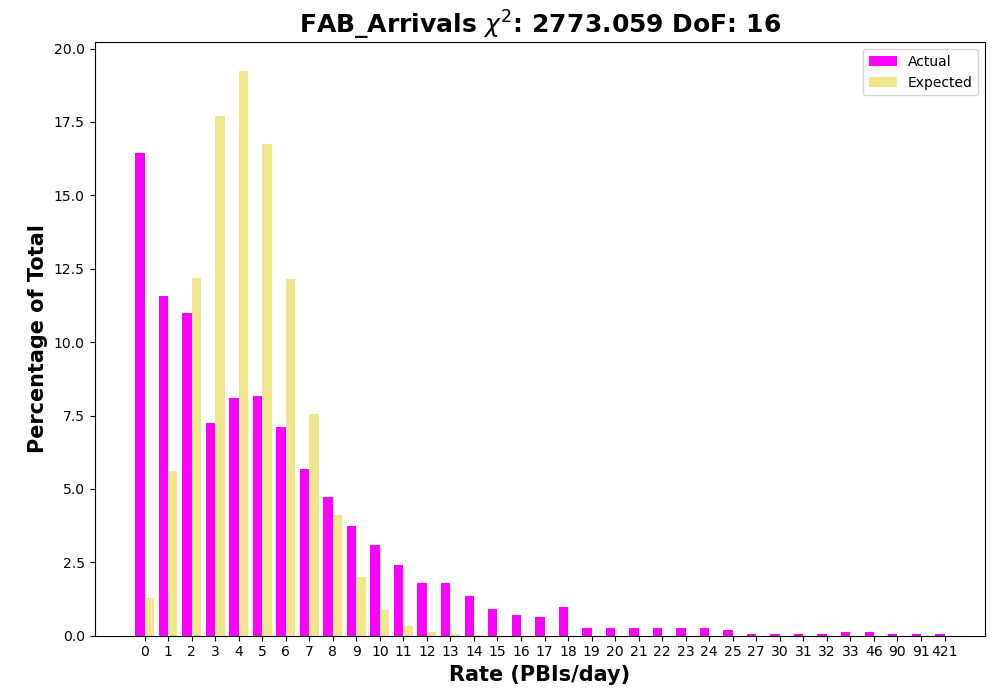 FAB_Arrivals χ²: 2773.059 DoF: 16
Actual
Expected
20.0
17.5
15.0
12.5
10.0
7.5
5.0
2.5
0.0
Percentage of Total
0 1 2 3 4 5 6 7 8 9 10 11 12 13 14 15 16 17 18 19 20 21 22 23 24 25 27 30 31 32 33 46 90 91 421
Rate (PBIs/day)